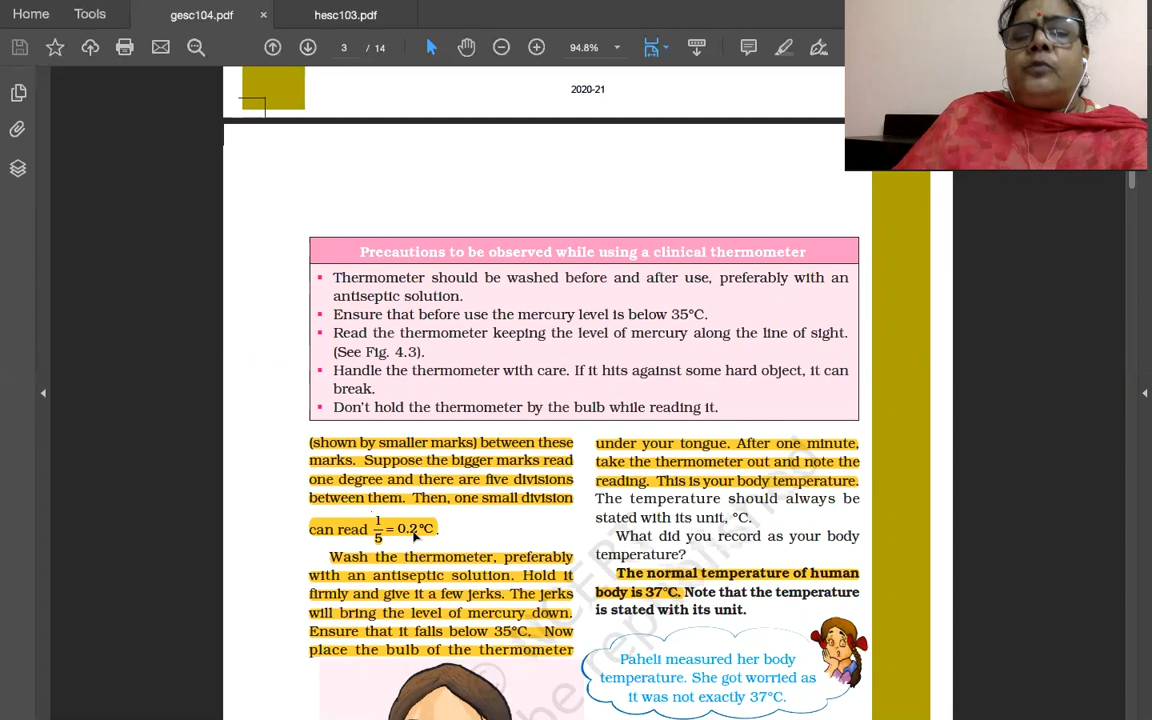 Home Tools gesc104.pdf × hesc103.pdf
3 / 14 94.8%
2020-21
Precautions to be observed while using a clinical thermometer
▪ Thermometer should be washed before and after use, preferably with an
antiseptic solution.
▪ Ensure that before use the mercury level is below 35°C.
▪ Read the thermometer keeping the level of mercury along the line of sight.
(See Fig. 4.3).
▪ Handle the thermometer with care. If it hits against some hard object, it can
break.
▪ Don't hold the thermometer by the bulb while reading it.
(shown by smaller marks) between these
marks. Suppose the bigger marks read
one degree and there are five divisions
between them. Then, one small division
can read 1/5 = 0.2°C.
Wash the thermometer, preferably
with an antiseptic solution. Hold it
firmly and give it a few jerks. The jerks
will bring the level of mercury down.
Ensure that it falls below 35°C. Now
place the bulb of the thermometer
under your tongue. After one minute,
take the thermometer out and note the
reading. This is your body temperature.
The temperature should always be
stated with its unit, °C.
What did you record as your body
temperature?
The normal temperature of human
body is 37°C. Note that the temperature
is stated with its unit.
Paheli measured her body
temperature. She got worried as
it was not exactly 37°C.
© NCERT
be republished